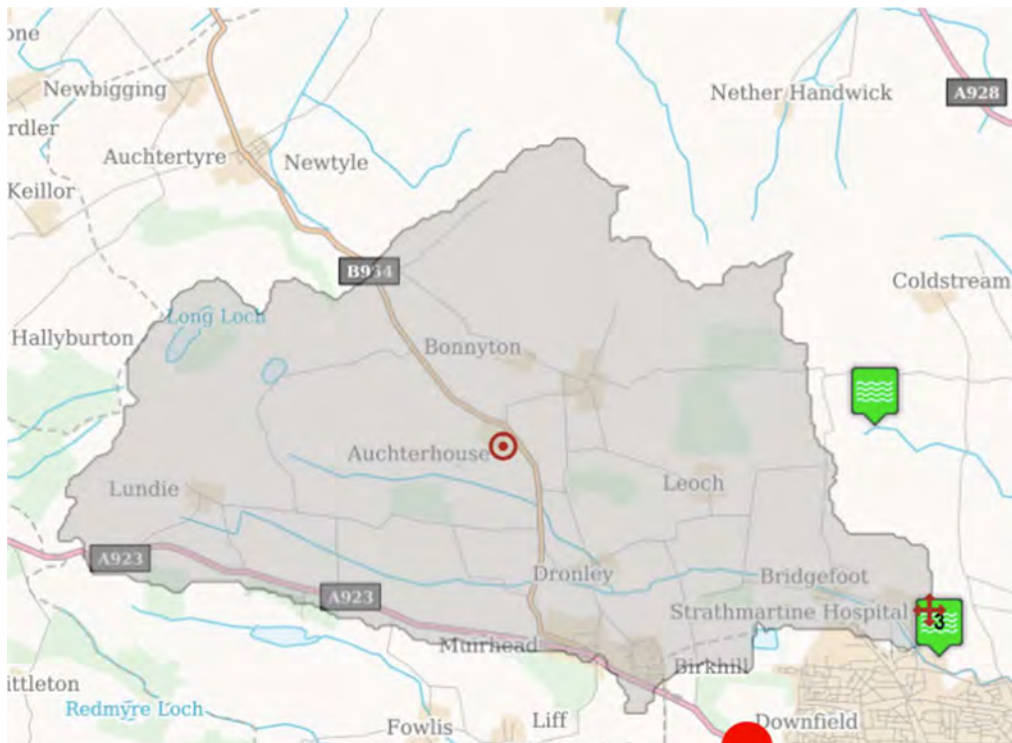 one
Newbigging
Nether Handwick
A928
rdler
Auchtertyre
Newtyle
Keillor
B954
Coldstream
Long Loch
Hallyburton
Bonnyton
Auchterhouse
Leoch
Lundie
A923
Dronley
Bridgefoot
A923
Strathmartine Hospital
3
Muirhead
Birkhill
ittleton
Redmyre Loch
Fowlis
Liff
Downfield